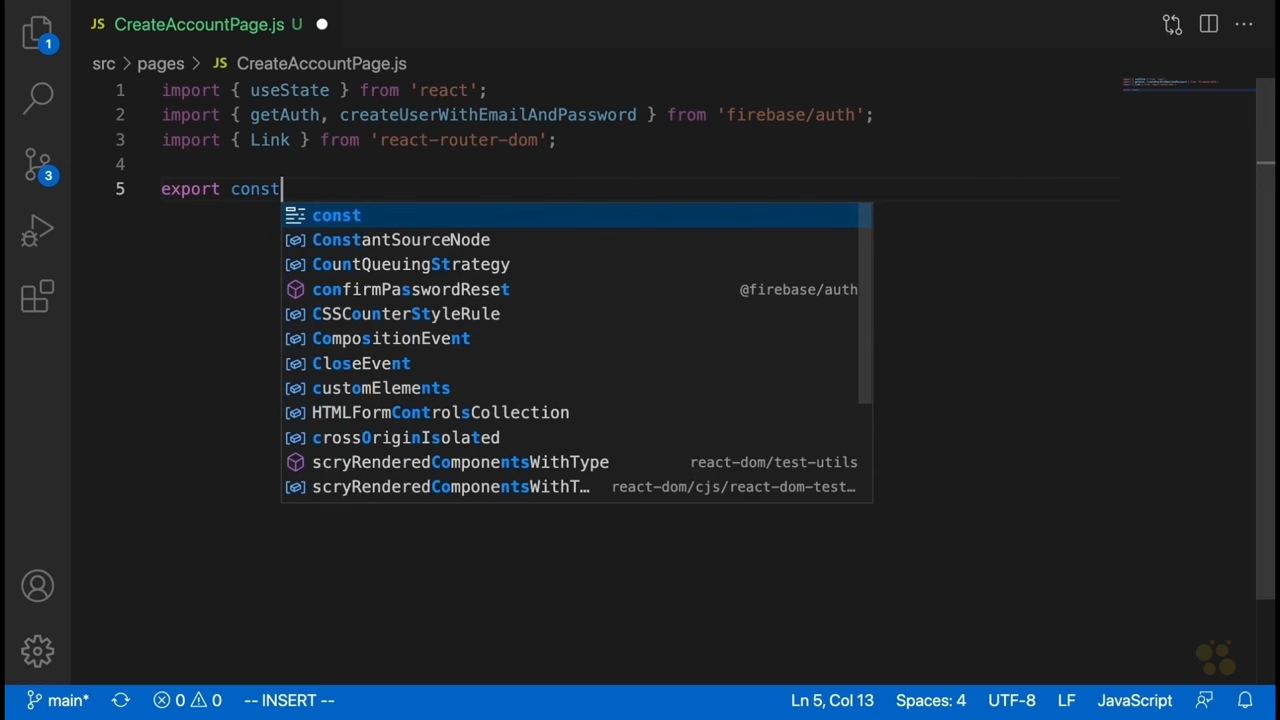 JS CreateAccountPage.js U
1
src > pages > JS CreateAccountPage.js
1 import { useState } from 'react';
2 import { getAuth, createUserWithEmailAndPassword } from 'firebase/auth';
3 import { Link } from 'react-router-dom';
4
5 export const
3
const
ConstantSourceNode
CountQueuingStrategy
confirmPasswordReset @firebase/auth
CSSCounterStyleRule
CompositionEvent
CloseEvent
customElements
HTMLFormControlsCollection
crossOriginIsolated
scryRenderedComponentsWithType react-dom/test-utils
scryRenderedComponentsWithT… react-dom/cjs/react-dom-test…
main* 0 0 -- INSERT -- Ln 5, Col 13 Spaces: 4 UTF-8 LF JavaScript